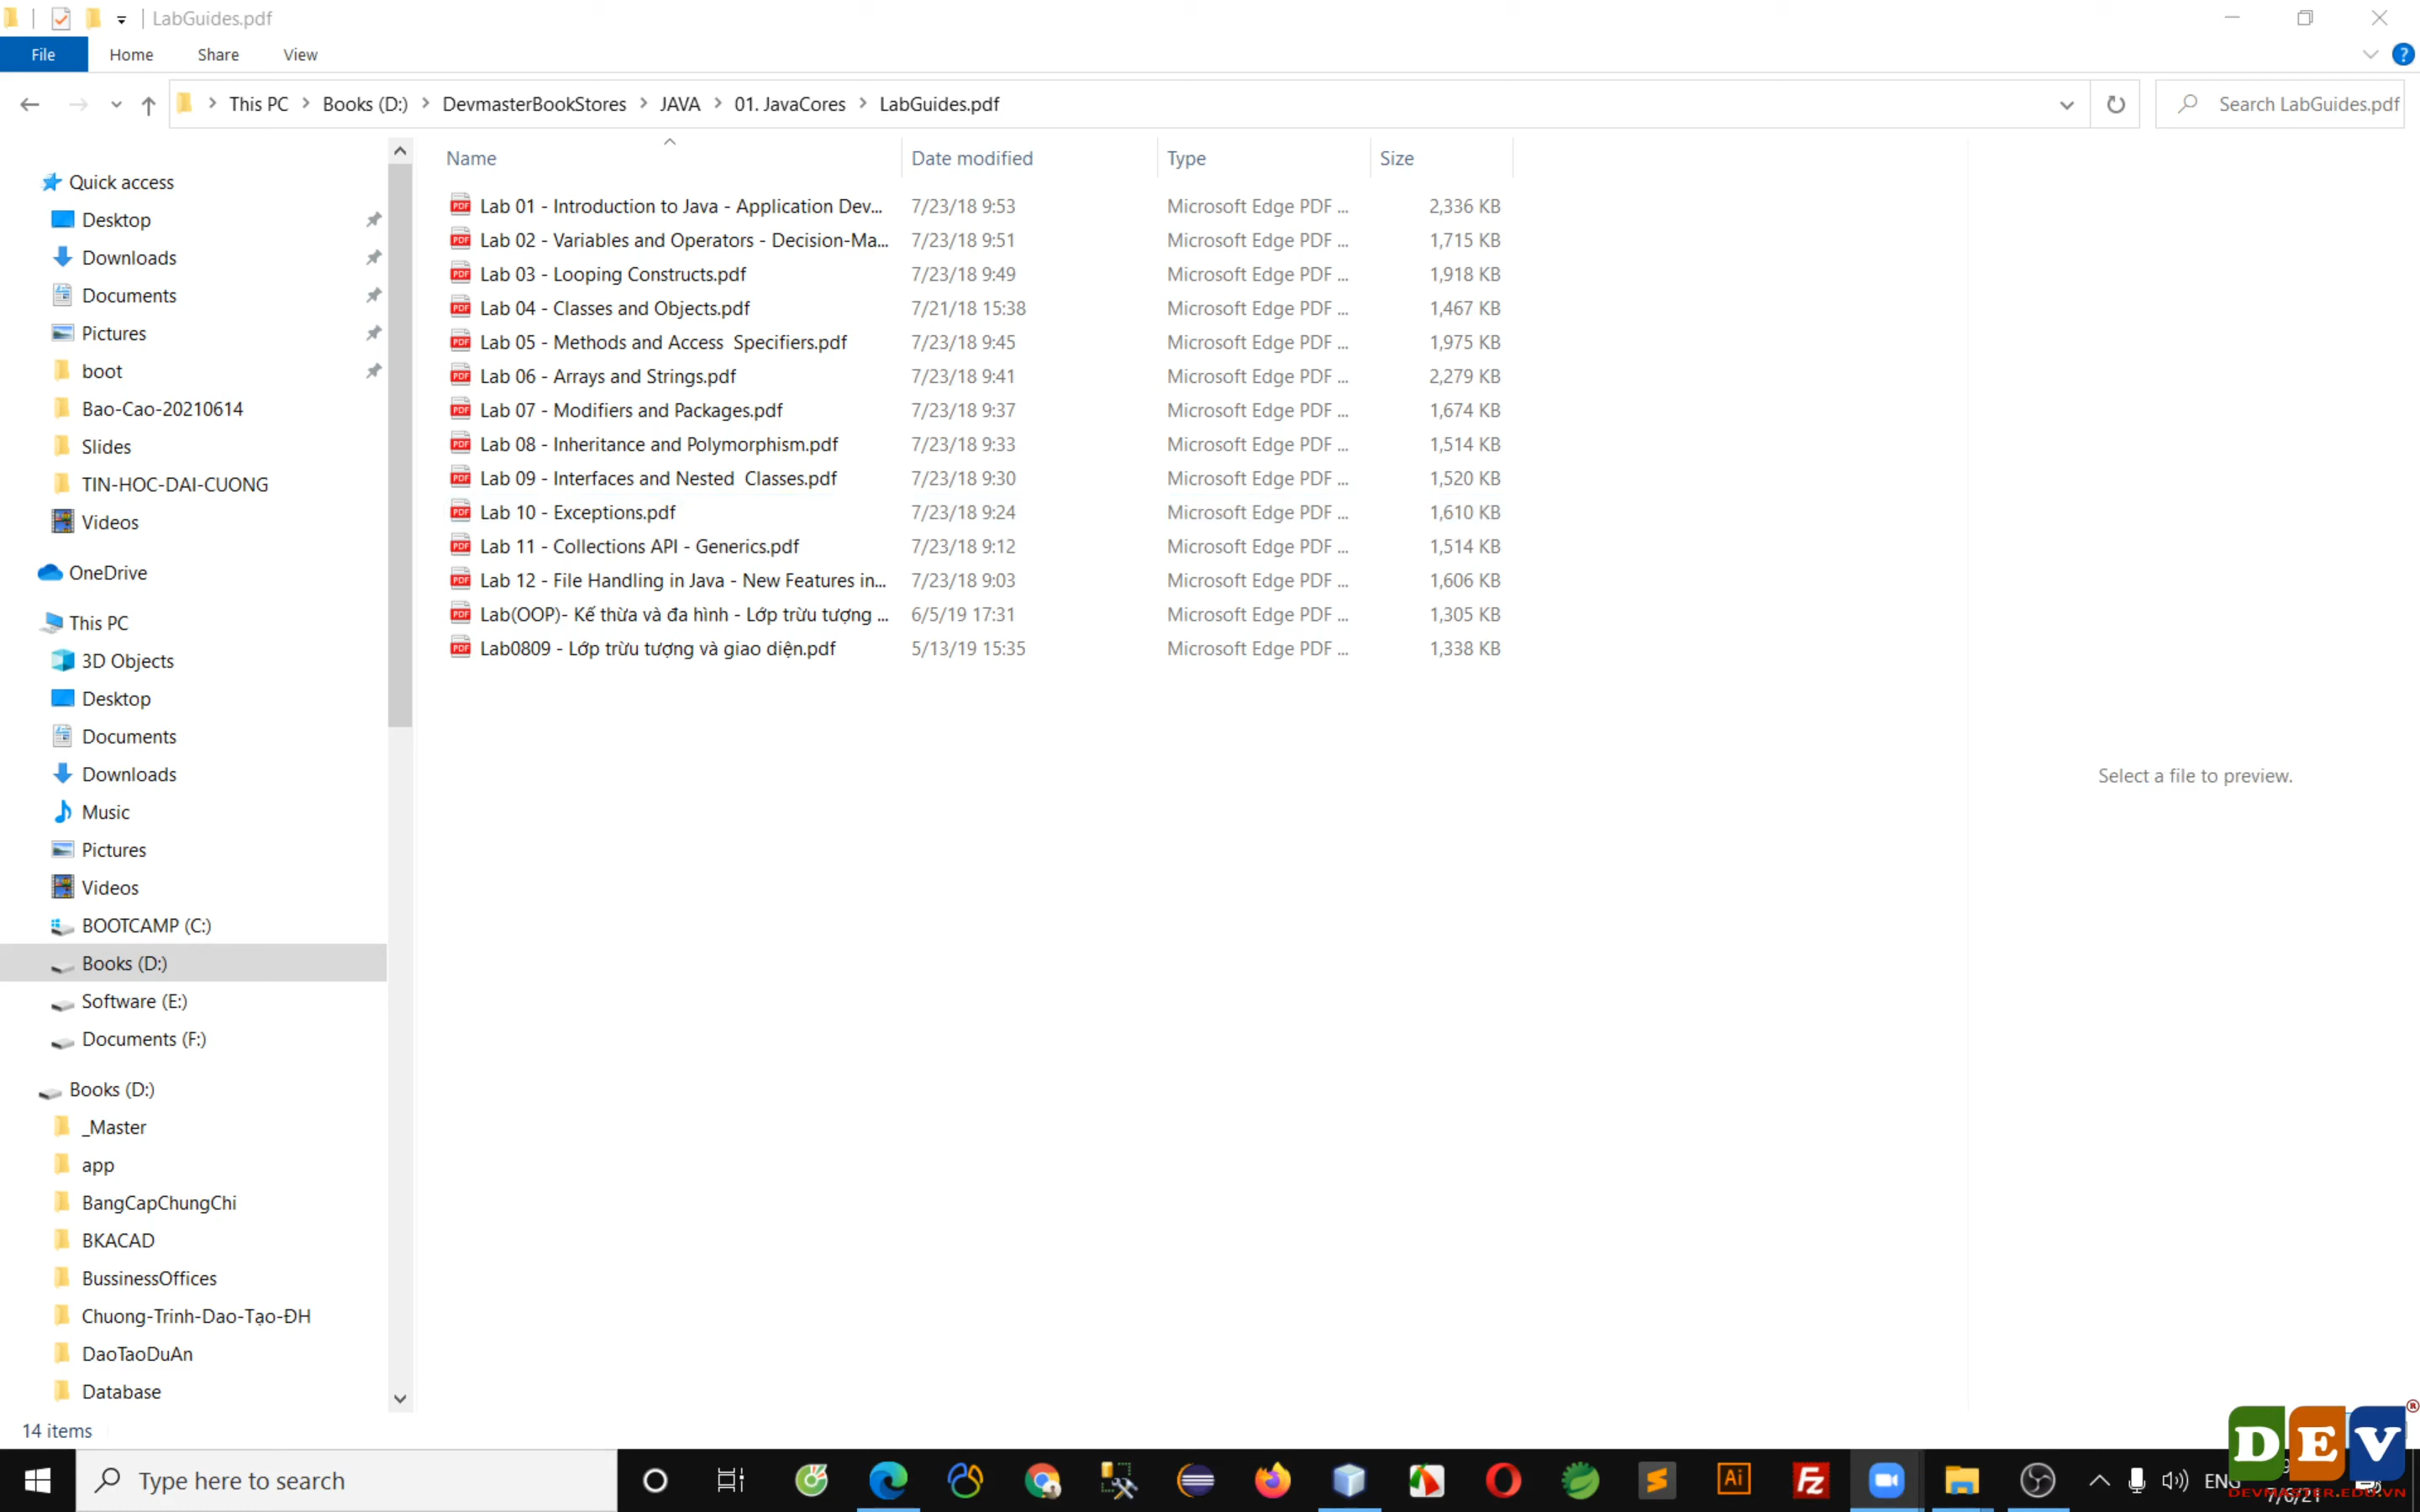 LabGuides.pdf
File Home Share View
This PC > Books (D:) > DevmasterBookStores > JAVA > 01. JavaCores > LabGuides.pdf
Search LabGuides.pdf
Name Date modified Type Size
Lab 01 - Introduction to Java - Application Dev... 7/23/18 9:53 Microsoft Edge PDF ... 2,336 KB
Lab 02 - Variables and Operators - Decision-Ma... 7/23/18 9:51 Microsoft Edge PDF ... 1,715 KB
Lab 03 - Looping Constructs.pdf 7/23/18 9:49 Microsoft Edge PDF ... 1,918 KB
Lab 04 - Classes and Objects.pdf 7/21/18 15:38 Microsoft Edge PDF ... 1,467 KB
Lab 05 - Methods and Access  Specifiers.pdf 7/23/18 9:45 Microsoft Edge PDF ... 1,975 KB
Lab 06 - Arrays and Strings.pdf 7/23/18 9:41 Microsoft Edge PDF ... 2,279 KB
Lab 07 - Modifiers and Packages.pdf 7/23/18 9:37 Microsoft Edge PDF ... 1,674 KB
Lab 08 - Inheritance and Polymorphism.pdf 7/23/18 9:33 Microsoft Edge PDF ... 1,514 KB
Lab 09 - Interfaces and Nested  Classes.pdf 7/23/18 9:30 Microsoft Edge PDF ... 1,520 KB
Lab 10 - Exceptions.pdf 7/23/18 9:24 Microsoft Edge PDF ... 1,610 KB
Lab 11 - Collections API - Generics.pdf 7/23/18 9:12 Microsoft Edge PDF ... 1,514 KB
Lab 12 - File Handling in Java - New Features in... 7/23/18 9:03 Microsoft Edge PDF ... 1,606 KB
Lab(OOP)- Kế thừa và đa hình - Lớp trừu tượng ... 6/5/19 17:31 Microsoft Edge PDF ... 1,305 KB
Lab0809 - Lớp trừu tượng và giao diện.pdf 5/13/19 15:35 Microsoft Edge PDF ... 1,338 KB
Quick access
Desktop
Downloads
Documents
Pictures
boot
Bao-Cao-20210614
Slides
TIN-HOC-DAI-CUONG
Videos
OneDrive
This PC
3D Objects
Desktop
Documents
Downloads
Music
Pictures
Videos
BOOTCAMP (C:)
Books (D:)
Software (E:)
Documents (F:)
Books (D:)
_Master
app
BangCapChungChi
BKACAD
BussinessOffices
Chuong-Trinh-Dao-Tạo-ĐH
DaoTaoDuAn
Database
Select a file to preview.
14 items
Type here to search
Ai
Fz
ENG
7/6/21
DEV ®
DEVMASTER.EDU.VN